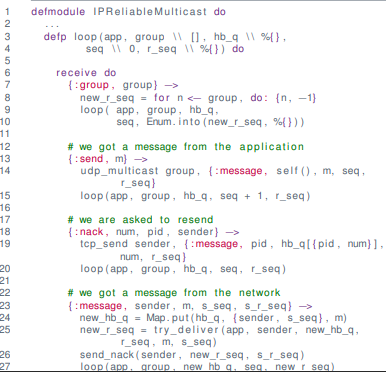 1 defmodule IPReliableMulticast do
2 ...
3 defp loop(app, group \\ [], hb_q \\ %{},
4 seq \\ 0, r_seq \\ %{}) do
5
6 receive do
7 {:group, group} ->
8 new_r_seq = for n <- group, do: {n, -1}
9 loop( app, group, hb_q,
10 seq, Enum.into(new_r_seq, %{}))
11
12 # we got a message from the application
13 {:send, m} ->
14 udp_multicast group, {:message, self(), m, seq,
r_seq}
15 loop(app, group, hb_q, seq + 1, r_seq)
16
17 # we are asked to resend
18 {:nack, num, pid, sender} ->
19 tcp_send sender, {:message, pid, hb_q[{pid, num}],
num, r_seq}
20 loop(app, group, hb_q, seq, r_seq)
21
22 # we got a message from the network
23 {:message, sender, m, s_seq, s_r_seq} ->
24 new_hb_q = Map.put(hb_q, {sender, s_seq}, m)
25 new_r_seq = try_deliver(app, sender, new_hb_q,
r_seq, m, s_seq)
26 send_nack(sender, new_r_seq, s_r_seq)
27 loop(app, group, new_hb_q, seq, new_r_seq)